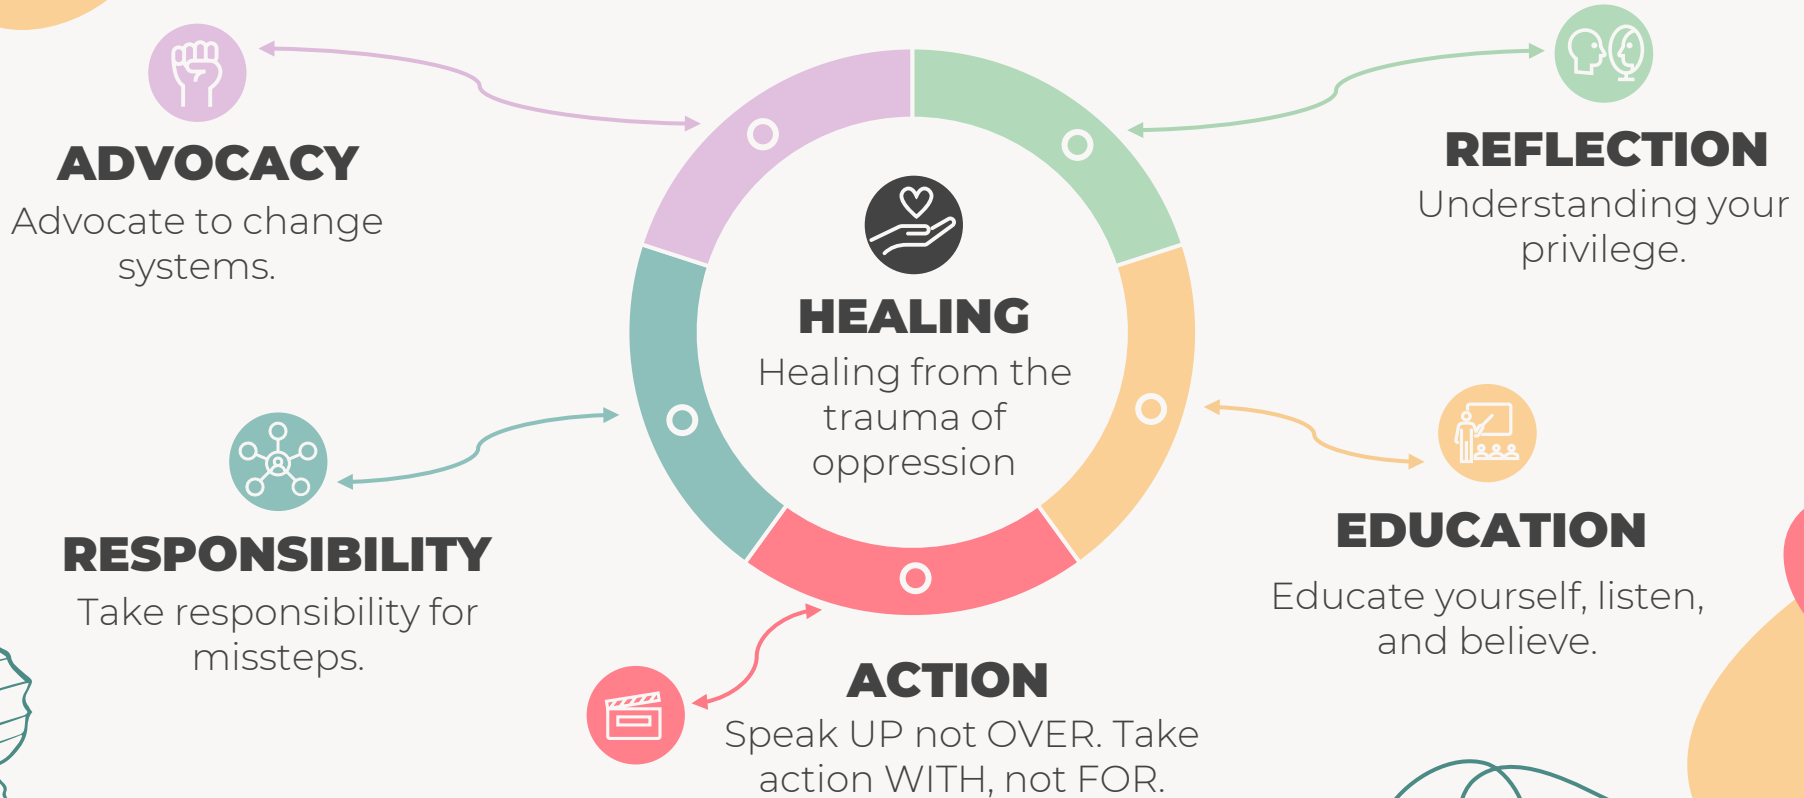 ADVOCACY
Advocate to change
systems.
REFLECTION
Understanding your
privilege.
HEALING
Healing from the
trauma of
oppression
RESPONSIBILITY
Take responsibility for
missteps.
EDUCATION
Educate yourself, listen,
and believe.
ACTION
Speak UP not OVER. Take
action WITH, not FOR.